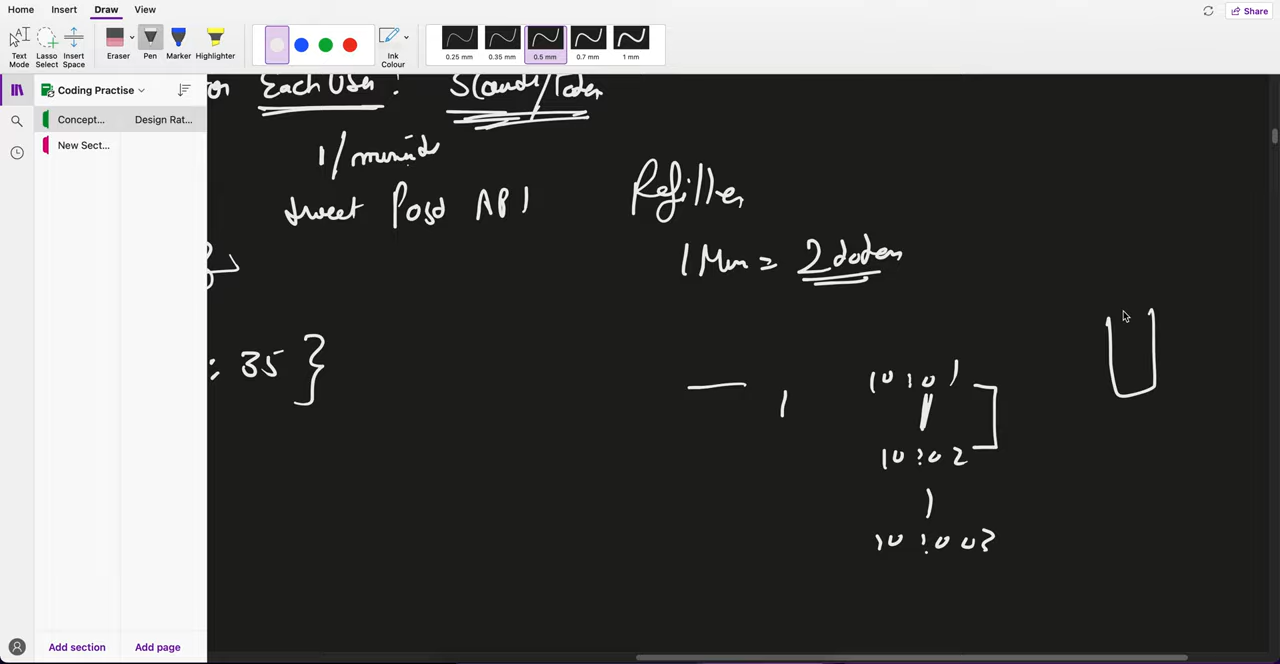 Home Insert Draw View
Share
Text Mode
Lasso Select
Insert Space
Eraser
Pen
Marker
Highlighter
Ink Colour
0.25 mm
0.35 mm
0.5 mm
0.7 mm
1 mm
Coding Practise
Concept...
Design Rat...
New Sect...
Each User!
1/
tweet Post API
Refiller
1 Min = 2
: 35 }
10:01
10:02
10:003
Add section
Add page